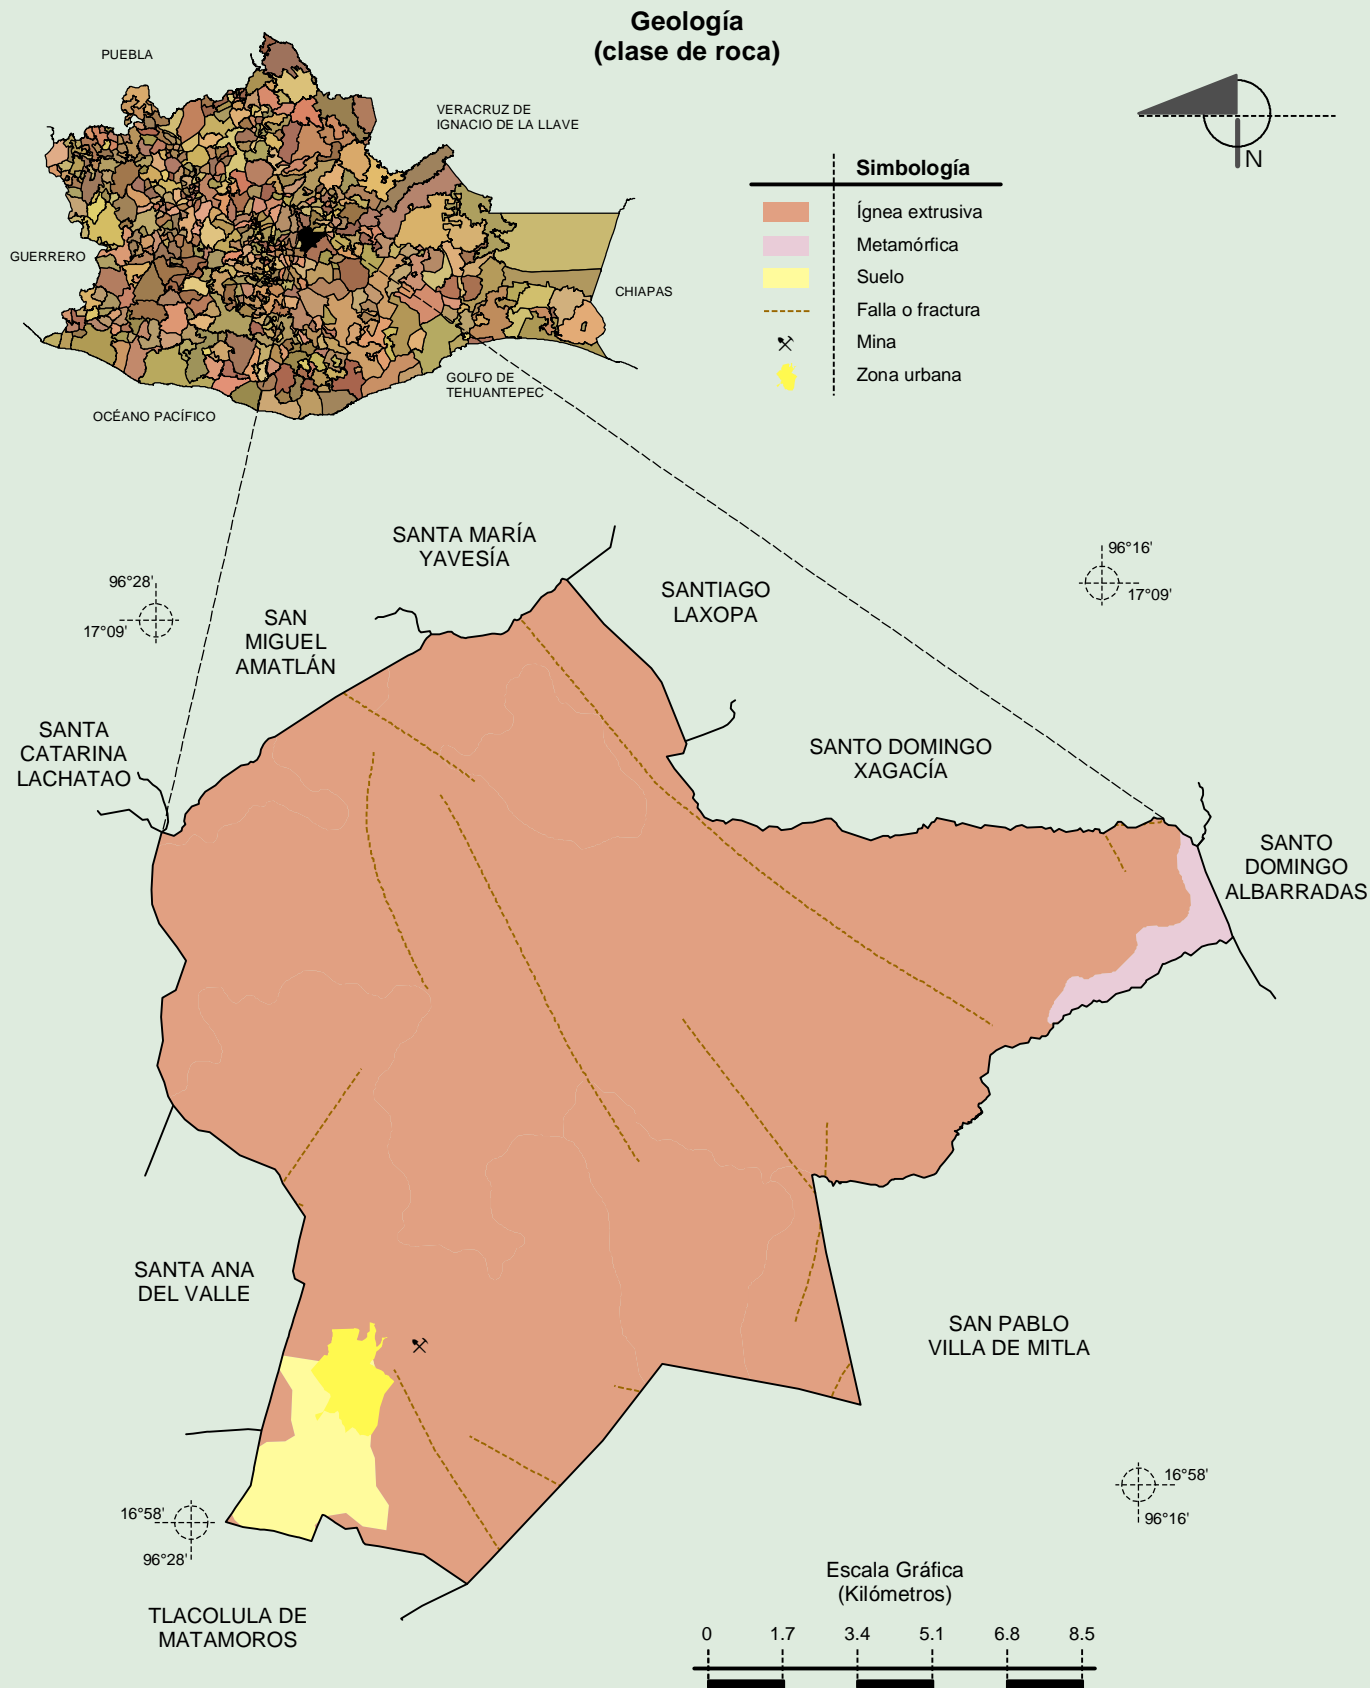 Geología
(clase de roca)
PUEBLA
VERACRUZ DE
IGNACIO DE LA LLAVE
GUERRERO
CHIAPAS
GOLFO DE
TEHUANTEPEC
OCÉANO PACÍFICO
N
Simbología
Ígnea extrusiva
Metamórfica
Suelo
Falla o fractura
Mina
Zona urbana
SANTA MARÍA
YAVESÍA
96°16'
17°09'
96°28'
17°09'
SANTIAGO
LAXOPA
SAN
MIGUEL
AMATLÁN
SANTA
CATARINA
LACHATAO
SANTO DOMINGO
XAGACÍA
SANTO
DOMINGO
ALBARRADAS
SANTA ANA
DEL VALLE
SAN PABLO
VILLA DE MITLA
16°58'
96°28'
16°58'
96°16'
TLACOLULA DE
MATAMOROS
Escala Gráfica
(Kilómetros)
0 1.7 3.4 5.1 6.8 8.5